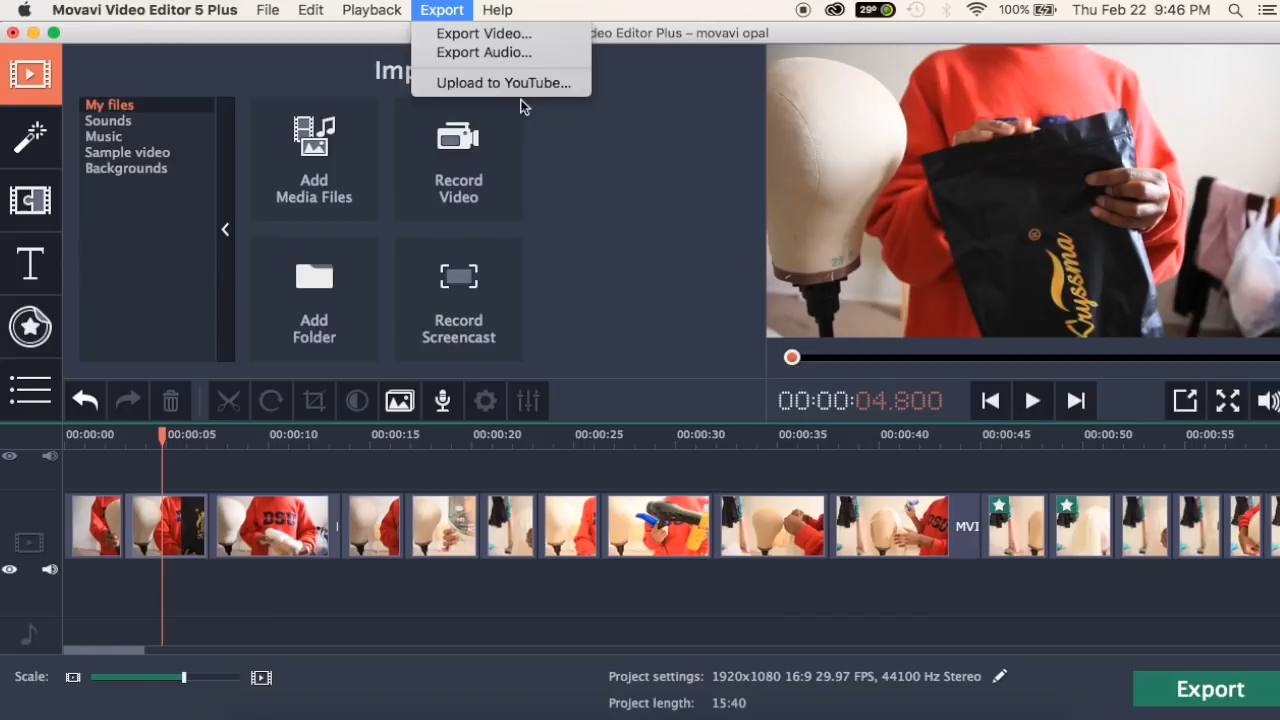 Movavi Video Editor 5 Plus File Edit Playback Export Help 29° 100% Thu Feb 22 9:46 PM
Export Video...
Export Audio...
Upload to YouTube...
deo Editor Plus – movavi opal
Imp
My files
Sounds
Music
Sample video
Backgrounds
Add
Media Files
Record
Video
Add
Folder
Record
Screencast
®
Kryssma
00:00:04.800
00:00:00 00:00:05 00:00:10 00:00:15 00:00:20 00:00:25 00:00:30 00:00:35 00:00:40 00:00:45 00:00:50 00:00:55
DSU
DSU
MVI
Scale:
Project settings: 1920x1080 16:9 29.97 FPS, 44100 Hz Stereo
Project length: 15:40
Export